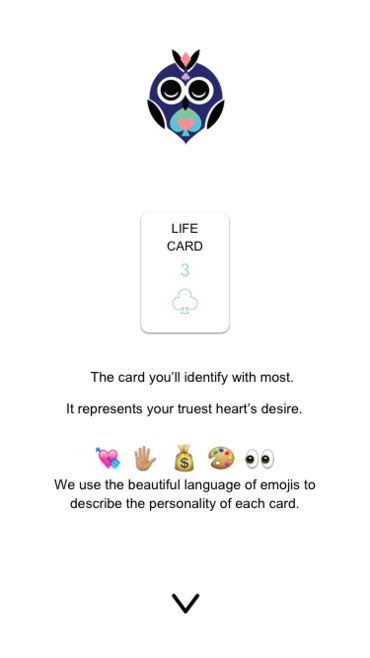 LIFE
CARD
3
The card you’ll identify with most.
It represents your truest heart’s desire.
We use the beautiful language of emojis to
describe the personality of each card.